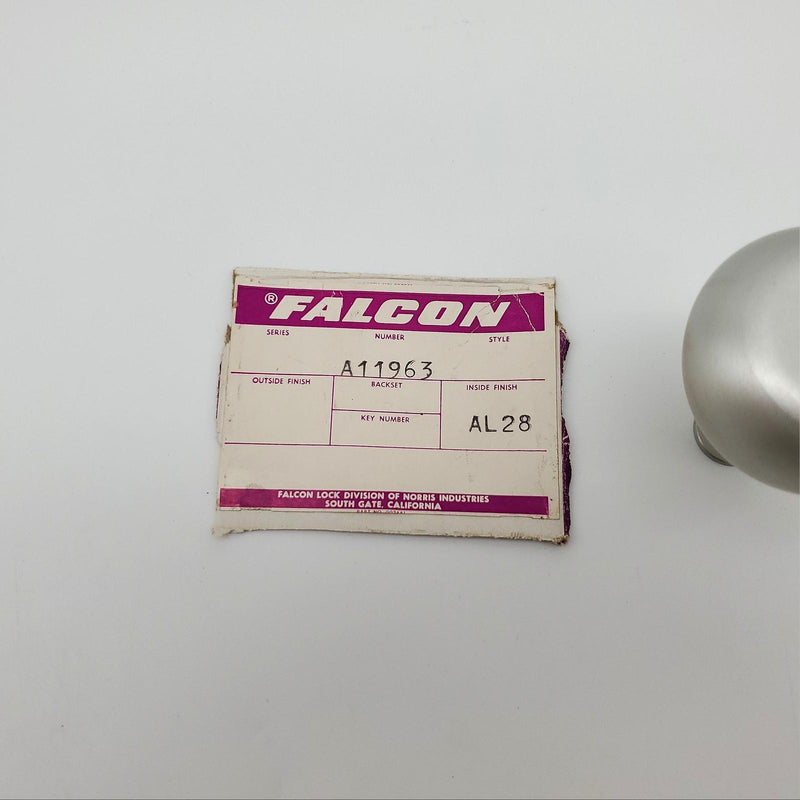 ® FALCON
SERIES NUMBER STYLE
A11963
OUTSIDE FINISH BACKSET INSIDE FINISH
KEY NUMBER AL28
FALCON LOCK DIVISION OF NORRIS INDUSTRIES
SOUTH GATE, CALIFORNIA